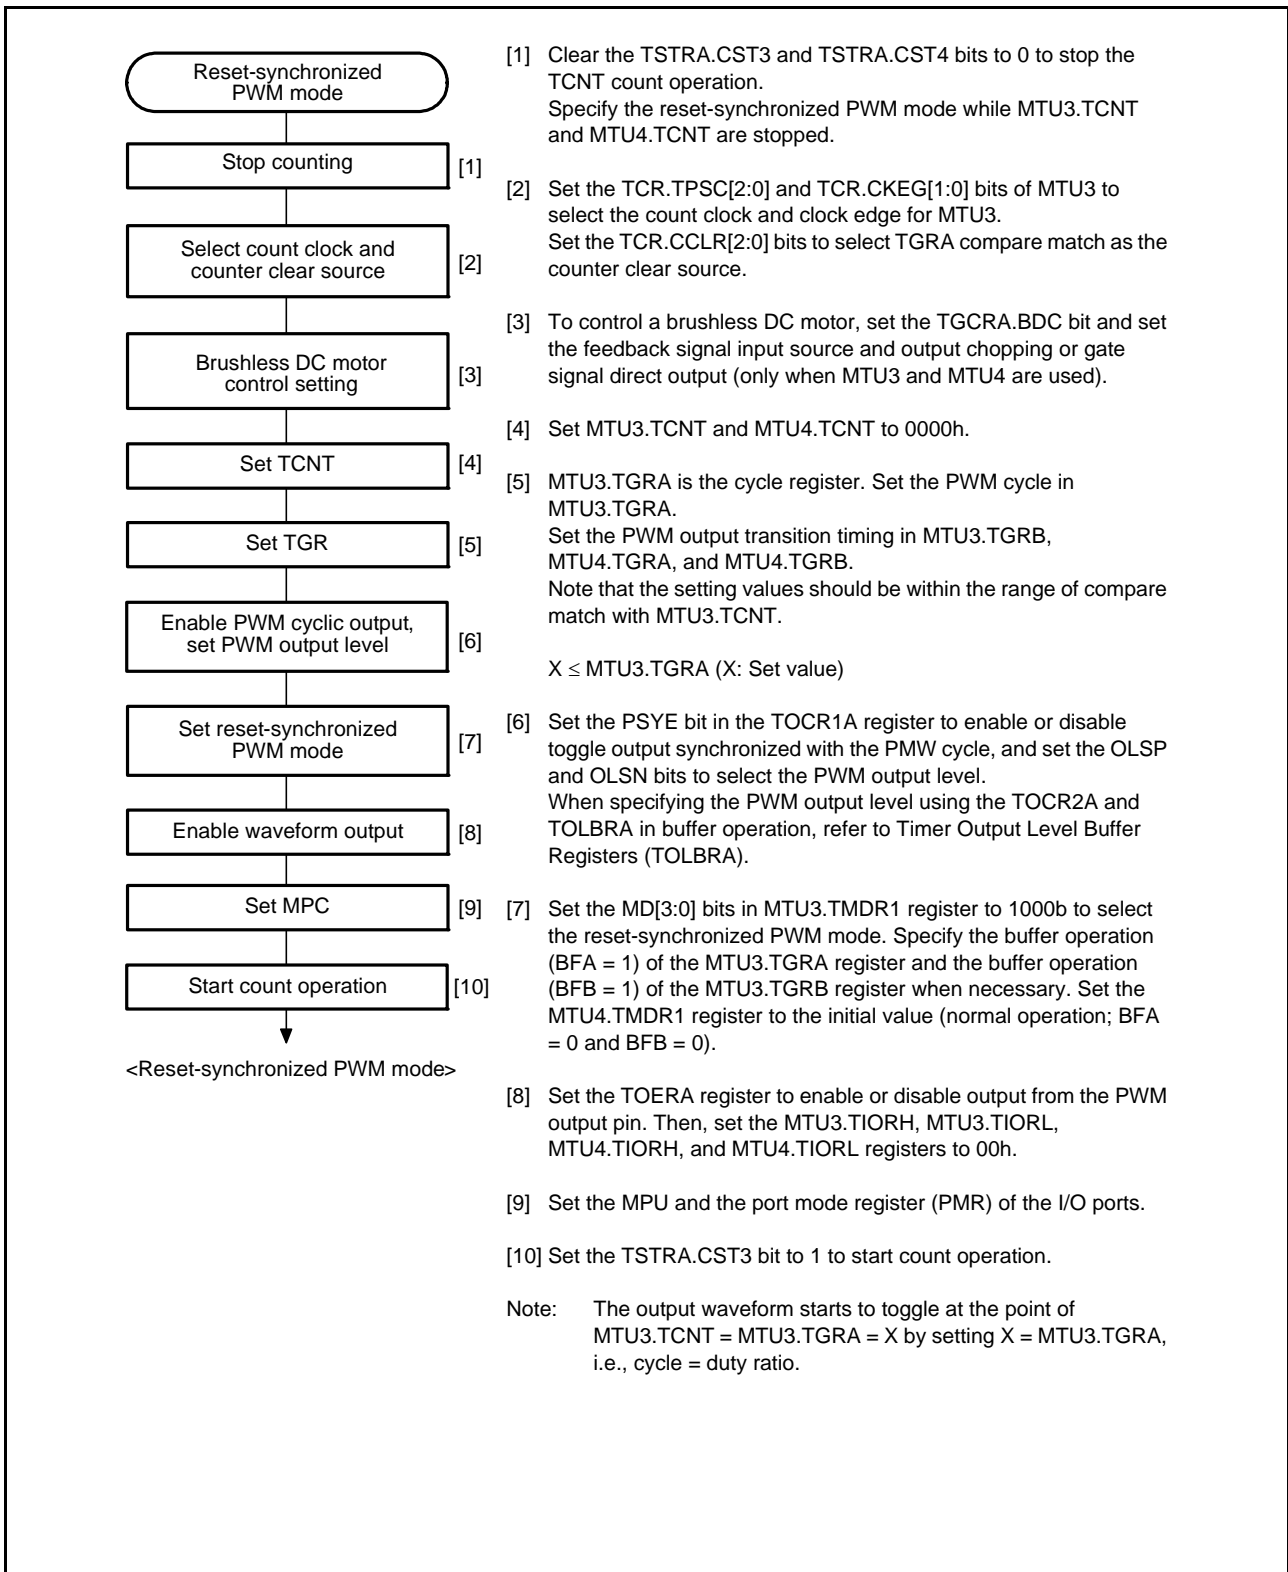 Reset-synchronized
PWM mode
Stop counting
[1]
Select count clock and
counter clear source
[2]
Brushless DC motor
control setting
[3]
Set TCNT
[4]
Set TGR
[5]
Enable PWM cyclic output,
set PWM output level
[6]
Set reset-synchronized
PWM mode
[7]
Enable waveform output
[8]
Set MPC
[9]
Start count operation
[10]
<Reset-synchronized PWM mode>
[1] Clear the TSTRA.CST3 and TSTRA.CST4 bits to 0 to stop the
TCNT count operation.
Specify the reset-synchronized PWM mode while MTU3.TCNT
and MTU4.TCNT are stopped.
[2] Set the TCR.TPSC[2:0] and TCR.CKEG[1:0] bits of MTU3 to
select the count clock and clock edge for MTU3.
Set the TCR.CCLR[2:0] bits to select TGRA compare match as the
counter clear source.
[3] To control a brushless DC motor, set the TGCRA.BDC bit and set
the feedback signal input source and output chopping or gate
signal direct output (only when MTU3 and MTU4 are used).
[4] Set MTU3.TCNT and MTU4.TCNT to 0000h.
[5] MTU3.TGRA is the cycle register. Set the PWM cycle in
MTU3.TGRA.
Set the PWM output transition timing in MTU3.TGRB,
MTU4.TGRA, and MTU4.TGRB.
Note that the setting values should be within the range of compare
match with MTU3.TCNT.
X ≤ MTU3.TGRA (X: Set value)
[6] Set the PSYE bit in the TOCR1A register to enable or disable
toggle output synchronized with the PMW cycle, and set the OLSP
and OLSN bits to select the PWM output level.
When specifying the PWM output level using the TOCR2A and
TOLBRA in buffer operation, refer to Timer Output Level Buffer
Registers (TOLBRA).
[7] Set the MD[3:0] bits in MTU3.TMDR1 register to 1000b to select
the reset-synchronized PWM mode. Specify the buffer operation
(BFA = 1) of the MTU3.TGRA register and the buffer operation
(BFB = 1) of the MTU3.TGRB register when necessary. Set the
MTU4.TMDR1 register to the initial value (normal operation; BFA
= 0 and BFB = 0).
[8] Set the TOERA register to enable or disable output from the PWM
output pin. Then, set the MTU3.TIORH, MTU3.TIORL,
MTU4.TIORH, and MTU4.TIORL registers to 00h.
[9] Set the MPU and the port mode register (PMR) of the I/O ports.
[10] Set the TSTRA.CST3 bit to 1 to start count operation.
Note: The output waveform starts to toggle at the point of
MTU3.TCNT = MTU3.TGRA = X by setting X = MTU3.TGRA,
i.e., cycle = duty ratio.